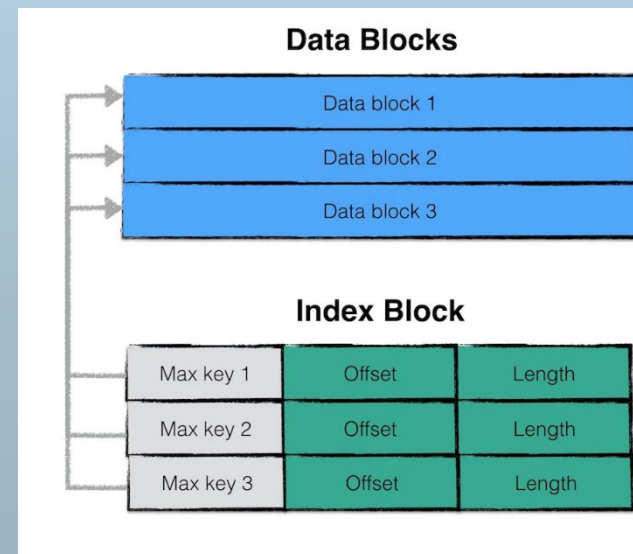 Data Blocks
Data block 1
Data block 2
Data block 3
Index Block
Max key 1 Offset Length
Max key 2 Offset Length
Max key 3 Offset Length